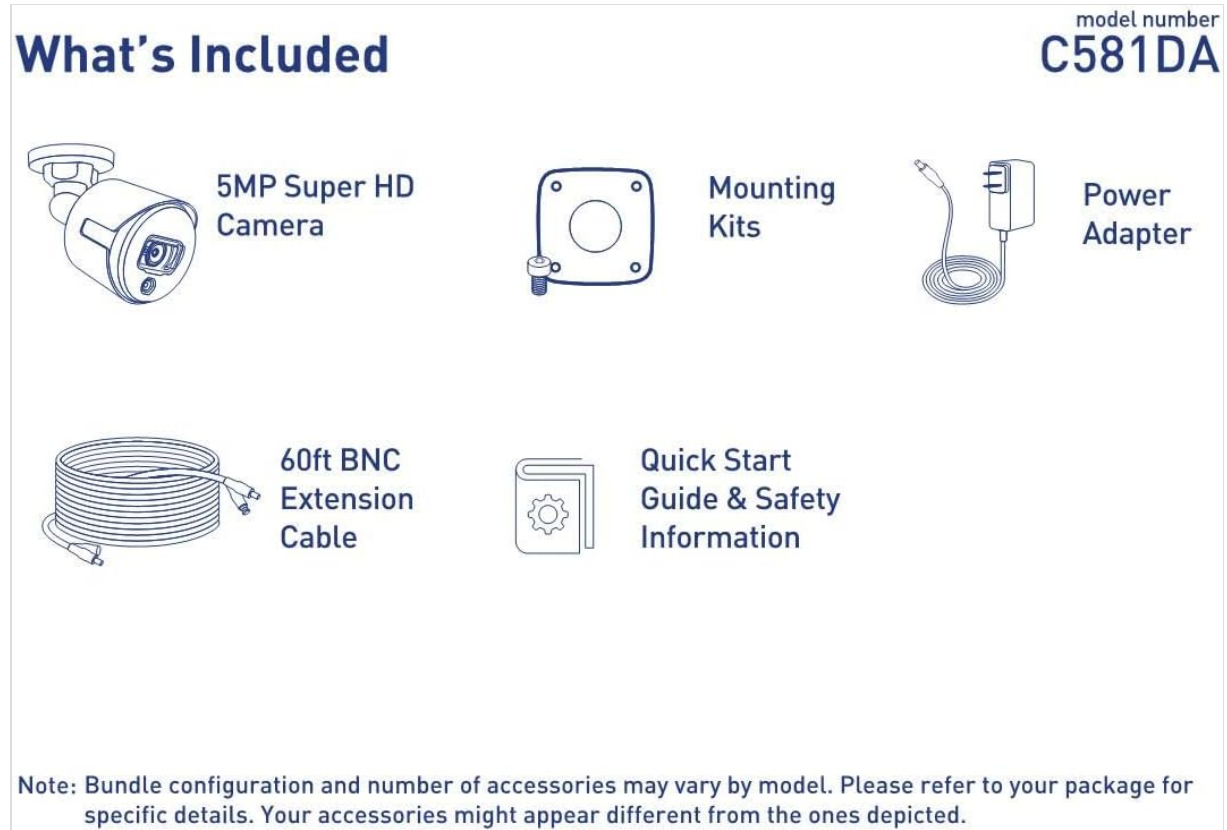 What's Included
model number
C581DA
5MP Super HD
Camera
Mounting
Kits
Power
Adapter
60ft BNC
Extension
Cable
Quick Start
Guide & Safety
Information
Note: Bundle configuration and number of accessories may vary by model. Please refer to your package for
specific details. Your accessories might appear different from the ones depicted.